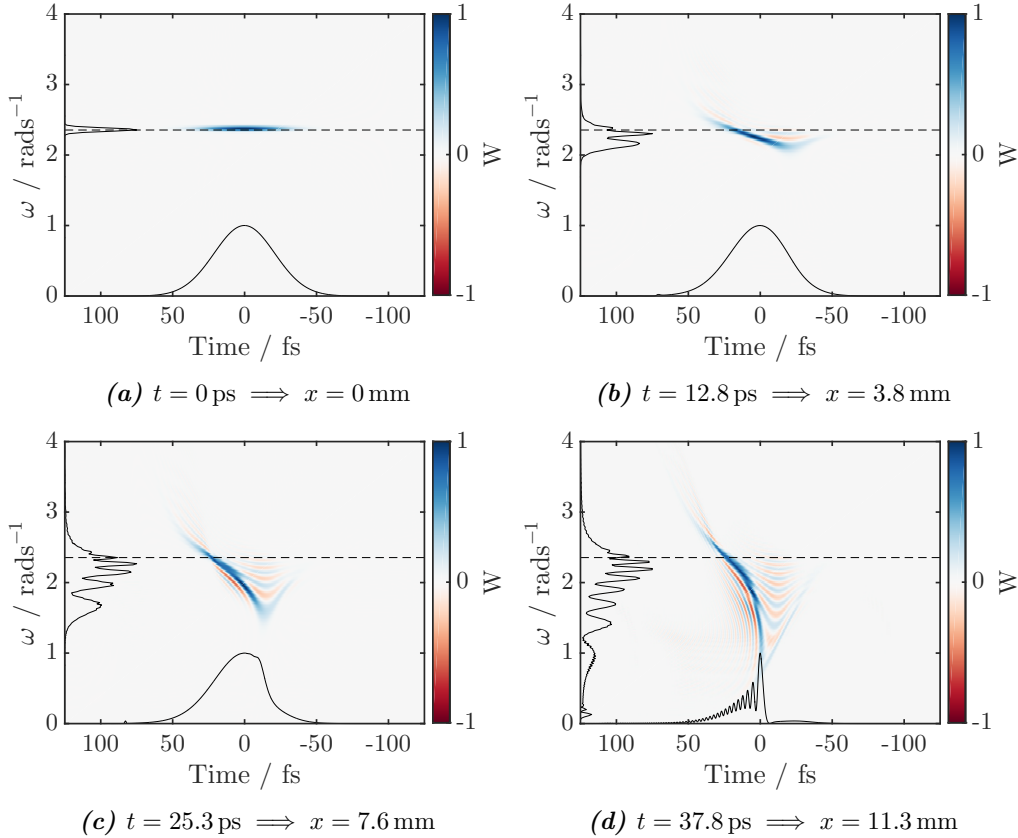 4
3
2
1
0
ω / rads⁻¹
100 50 0 -50 -100
Time / fs
1
0
-1
W
(a) t = 0 ps ⟹ x = 0 mm
4
3
2
1
0
ω / rads⁻¹
100 50 0 -50 -100
Time / fs
1
0
-1
W
(b) t = 12.8 ps ⟹ x = 3.8 mm
4
3
2
1
0
ω / rads⁻¹
100 50 0 -50 -100
Time / fs
1
0
-1
W
(c) t = 25.3 ps ⟹ x = 7.6 mm
4
3
2
1
0
ω / rads⁻¹
100 50 0 -50 -100
Time / fs
1
0
-1
W
(d) t = 37.8 ps ⟹ x = 11.3 mm